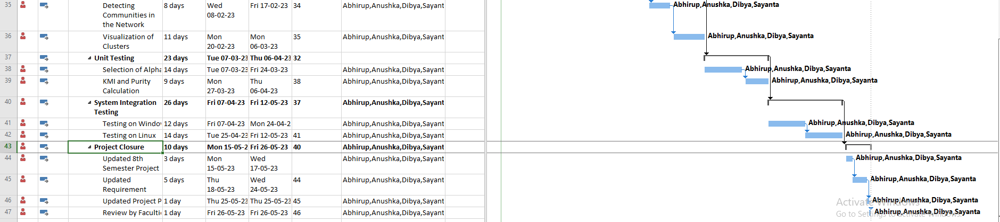 35 Detecting Communities in the Network 8 days Wed 08-02-23 Fri 17-02-23 34 Abhirup,Anushka,Dibya,Sayant Abhirup,Anushka,Dibya,Sayanta
36 Visualization of Clusters 11 days Mon 20-02-23 Mon 06-03-23 35 Abhirup,Anushka,Dibya,Sayant Abhirup,Anushka,Dibya,Sayanta
37 Unit Testing 23 days Tue 07-03-23 Thu 06-04-23 32
38 Selection of Alpha 14 days Tue 07-03-23 Fri 24-03-23 Abhirup,Anushka,Dibya,Sayant Abhirup,Anushka,Dibya,Sayanta
39 KMI and Purity Calculation 9 days Mon 27-03-23 Thu 06-04-23 38 Abhirup,Anushka,Dibya,Sayant Abhirup,Anushka,Dibya,Sayanta
40 System Integration Testing 26 days Fri 07-04-23 Fri 12-05-23 37 Abhirup,Anushka,Dibya,Sayant
41 Testing on Windov 12 days Fri 07-04-23 Mon 24-04-2 Abhirup,Anushka,Dibya,Sayant Abhirup,Anushka,Dibya,Sayanta
42 Testing on Linux 14 days Tue 25-04-23 Fri 12-05-23 41 Abhirup,Anushka,Dibya,Sayant Abhirup,Anushka,Dibya,Sayanta
43 Project Closure 10 days Mon 15-05-2 Fri 26-05-23 40 Abhirup,Anushka,Dibya,Sayant
44 Updated 8th Semester Project 3 days Mon 15-05-23 Wed 17-05-23 Abhirup,Anushka,Dibya,Sayant Abhirup,Anushka,Dibya,Sayanta
45 Updated Requirement 5 days Thu 18-05-23 Wed 24-05-23 44 Abhirup,Anushka,Dibya,Sayant Abhirup,Anushka,Dibya,Sayanta
46 Updated Project P 1 day Thu 25-05-23 Thu 25-05-23 45 Abhirup,Anushka,Dibya,Sayant Abhirup,Anushka,Dibya,Sayanta
47 Review by Faculti 1 day Fri 26-05-23 Fri 26-05-23 46 Abhirup,Anushka,Dibya,Sayant Abhirup,Anushka,Dibya,Sayanta
Activate Windows
Go to Settings to activate Windows.